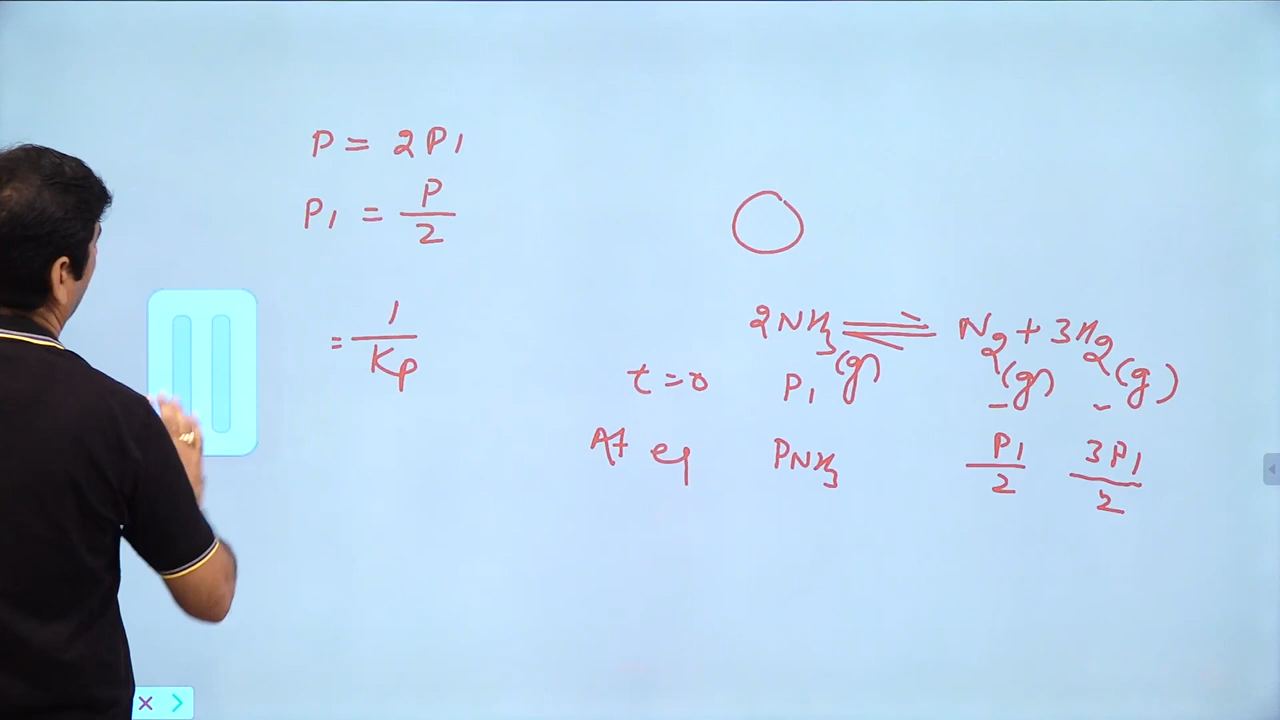 P = 2P1
P1 = P/2
= 1/Kp
2NH3(g) ⇌ N2(g) + 3H2(g)
t=0 P1 - -
At eq PNH3 P1/2 3P1/2